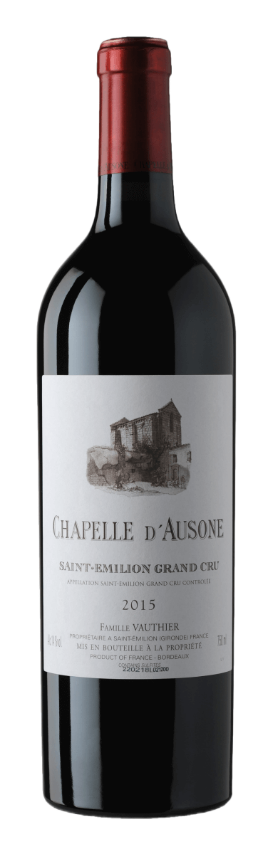 CHAPELLE D'AUSONE
SAINT-EMILION GRAND CRU
APPELLATION SAINT-EMILION GRAND CRU CONTROLÉE
2015
FAMILLE VAUTHIER
PROPRIÉTAIRE A SAINT-EMILION (GIRONDE) FRANCE
MIS EN BOUTEILLE À LA PROPRIÉTÉ
PRODUCT OF FRANCE - BORDEAUX